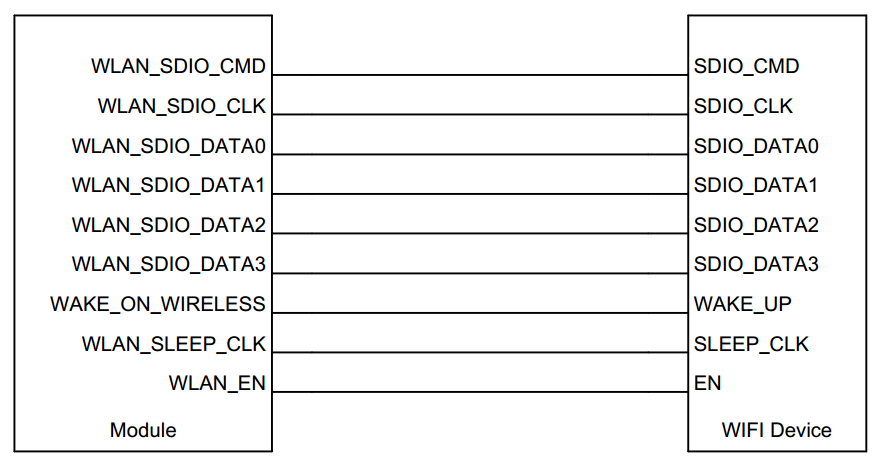 WLAN_SDIO_CMD SDIO_CMD
WLAN_SDIO_CLK SDIO_CLK
WLAN_SDIO_DATA0 SDIO_DATA0
WLAN_SDIO_DATA1 SDIO_DATA1
WLAN_SDIO_DATA2 SDIO_DATA2
WLAN_SDIO_DATA3 SDIO_DATA3
WAKE_ON_WIRELESS WAKE_UP
WLAN_SLEEP_CLK SLEEP_CLK
WLAN_EN EN
Module WIFI Device